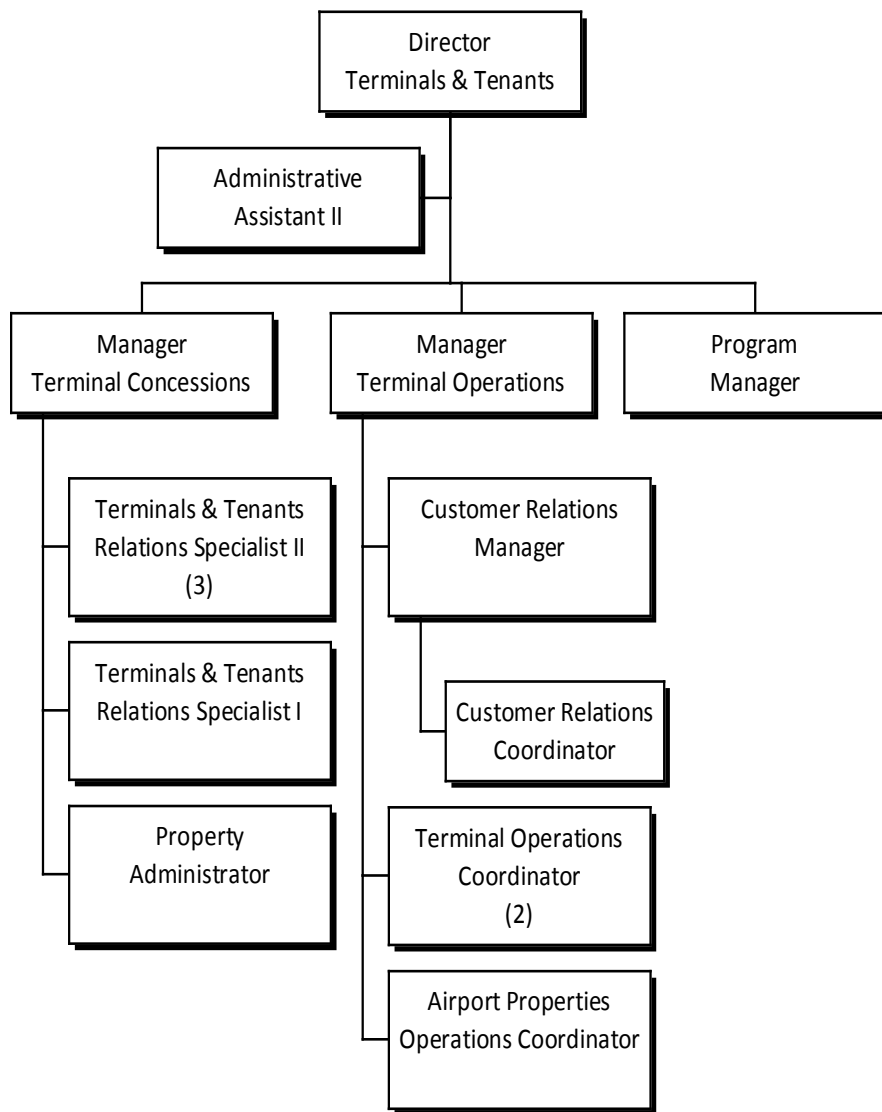 Director
Terminals & Tenants
Administrative
Assistant II
Manager
Terminal Concessions
Manager
Terminal Operations
Program
Manager
Terminals & Tenants
Relations Specialist II
(3)
Terminals & Tenants
Relations Specialist I
Property
Administrator
Customer Relations
Manager
Customer Relations
Coordinator
Terminal Operations
Coordinator
(2)
Airport Properties
Operations Coordinator